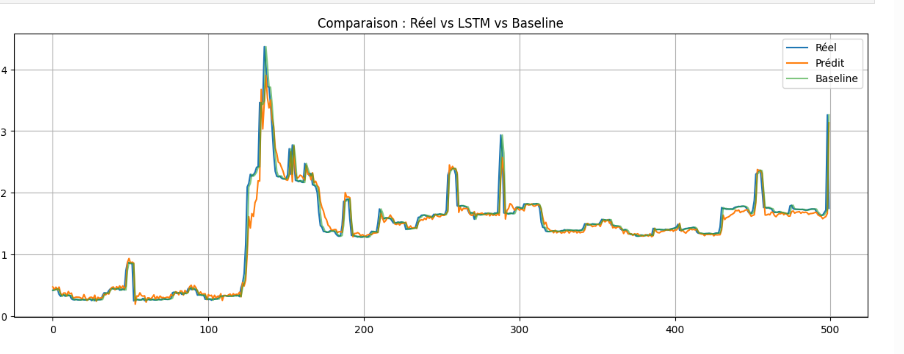 Comparaison : Réel vs LSTM vs Baseline
Réel
Prédit
Baseline
4
3
2
1
0
0
100
200
300
400
500